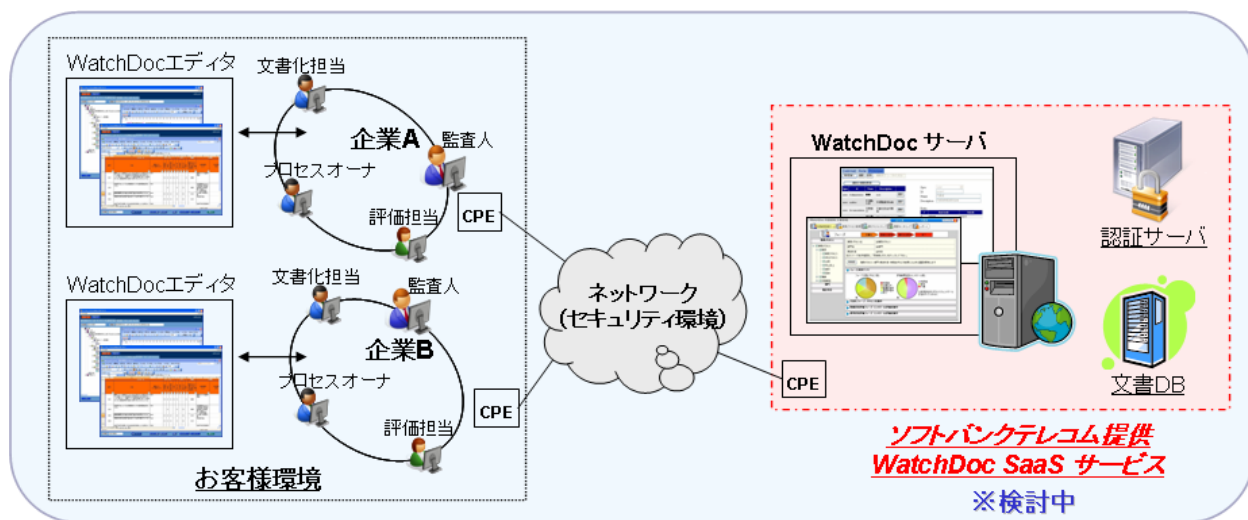 WatchDocエディタ
文書化担当
企業A
監査人
プロセスオーナ
評価担当
CPE
WatchDocエディタ
文書化担当
監査人
企業B
プロセスオーナ
評価担当
CPE
お客様環境
ネットワーク
(セキュリティ環境)
CPE
WatchDoc サーバ
認証サーバ
文書DB
ソフトバンクテレコム提供
WatchDoc SaaS サービス
※検討中